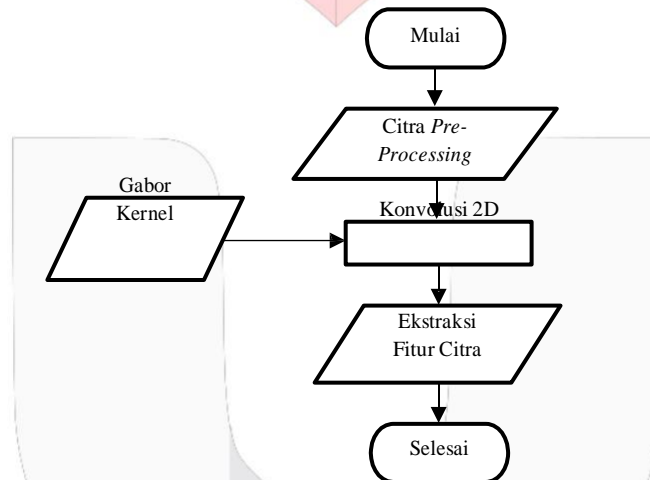 Mulai
Citra Pre-
Processing
Gabor
Kernel
Konvolusi 2D
Ekstraksi
Fitur Citra
Selesai